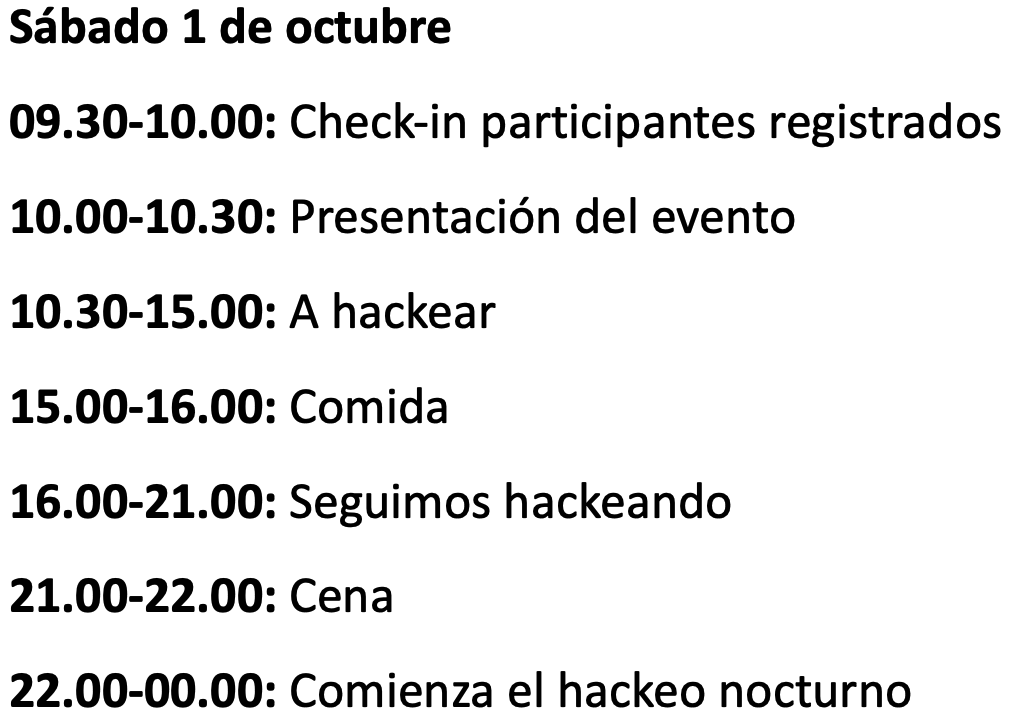 Sábado 1 de octubre
09.30-10.00: Check-in participantes registrados
10.00-10.30: Presentación del evento
10.30-15.00: A hackear
15.00-16.00: Comida
16.00-21.00: Seguimos hackeando
21.00-22.00: Cena
22.00-00.00: Comienza el hackeo nocturno